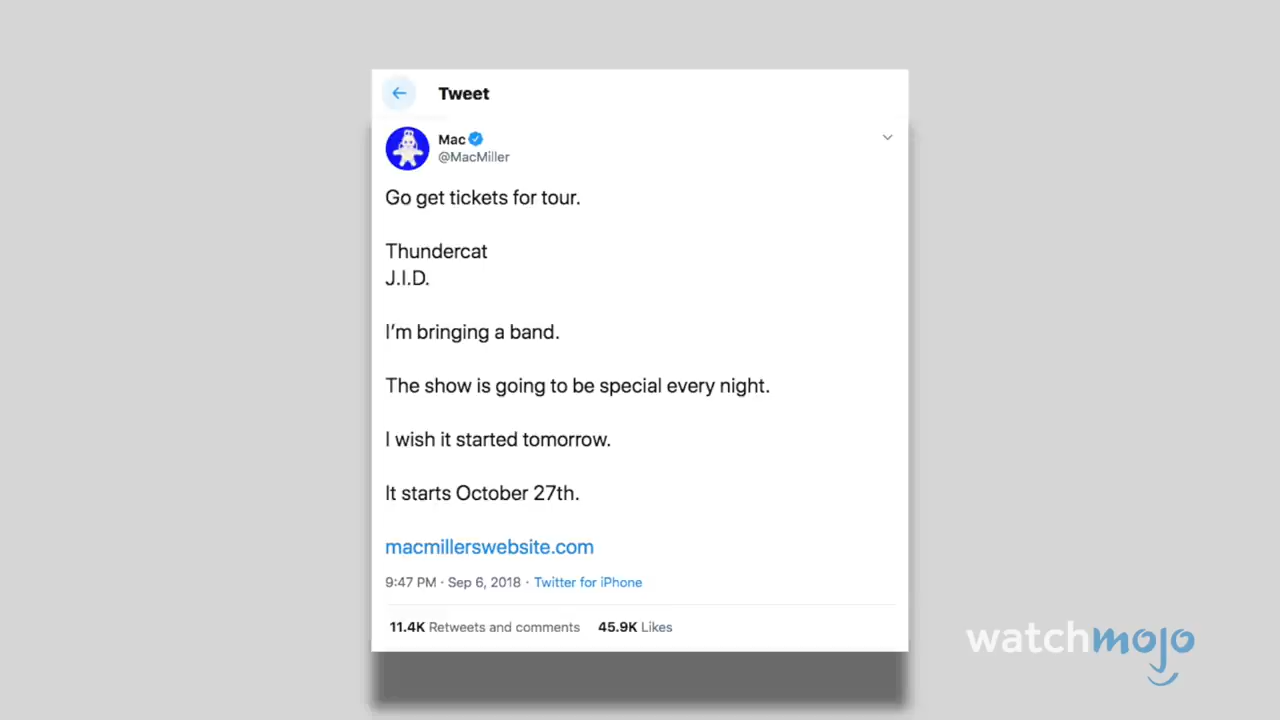 Tweet
Mac
@MacMiller
Go get tickets for tour.
Thundercat
J.I.D.
I'm bringing a band.
The show is going to be special every night.
I wish it started tomorrow.
It starts October 27th.
macmillerswebsite.com
9:47 PM · Sep 6, 2018 · Twitter for iPhone
11.4K Retweets and comments 45.9K Likes
watchmojo